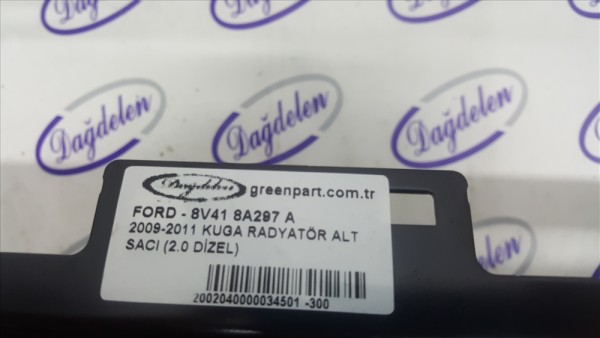 Dağdelen
Dağdelen
Dağdelen
Dağdelen
Dağdelen greenpart.com.tr
FORD - 8V41 8A297 A
2009-2011 KUGA RADYATÖR ALT
SACI (2.0 DİZEL)
2002040000034501 -300